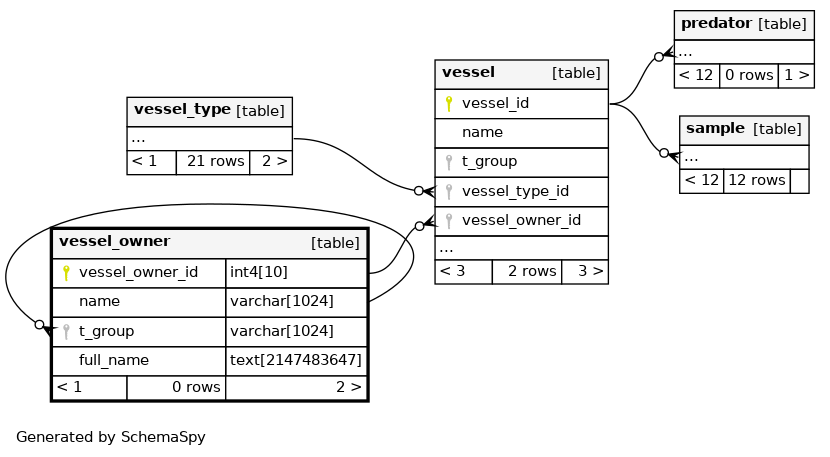 predator [table]
...
< 12 0 rows 1 >
vessel [table]
vessel_id
name
t_group
vessel_type_id
vessel_owner_id
...
< 3 2 rows 3 >
vessel_type [table]
...
< 1 21 rows 2 >
sample [table]
...
< 12 12 rows
vessel_owner [table]
vessel_owner_id int4[10]
name varchar[1024]
t_group varchar[1024]
full_name text[2147483647]
< 1 0 rows 2 >
Generated by SchemaSpy